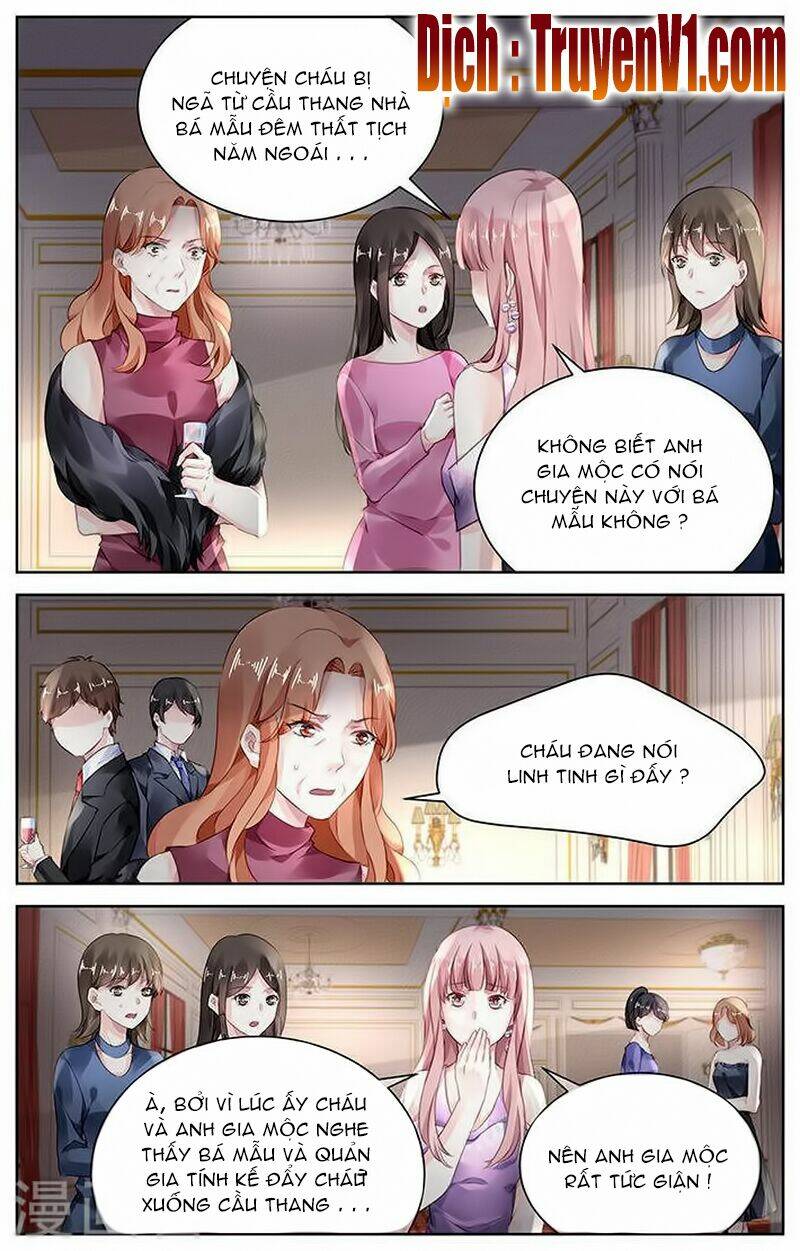 Dịch : TruyenV1.com
CHUYỆN CHÁU BỊ
NGÃ TỪ CẦU THANG NHÀ
BÁ MẪU ĐÊM THẤT TỊCH
NĂM NGOÁI . . .
KHÔNG BIẾT ANH
GIA MỘC CÓ NÓI
CHUYỆN NÀY VỚI BÁ
MẪU KHÔNG ?
CHÁU ĐANG NÓI
LINH TINH GÌ ĐẤY ?
À, BỞI VÌ LÚC ẤY CHÁU
VÀ ANH GIA MỘC NGHE
THẤY BÁ MẪU VÀ QUẢN
GIA TÍNH KẾ ĐẨY CHÁU
XUỐNG CẦU THANG . . .
NÊN ANH GIA MỘC
RẤT TỨC GIẬN !
漫